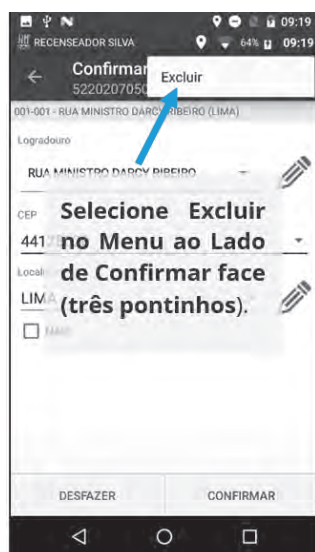 09:19
RECENSEADOR SILVA 64% 09:19
Confirmar
Excluir
5220207050
001-001 - RUA MINISTRO DARCY RIBEIRO (LIMA)
Logradouro
RUA MINISTRO DARCY RIBEIRO
CEP
441
Locali
LIMA
Selecione Excluir
no Menu ao Lado
de Confirmar face
(três pontinhos).
DESFAZER CONFIRMAR